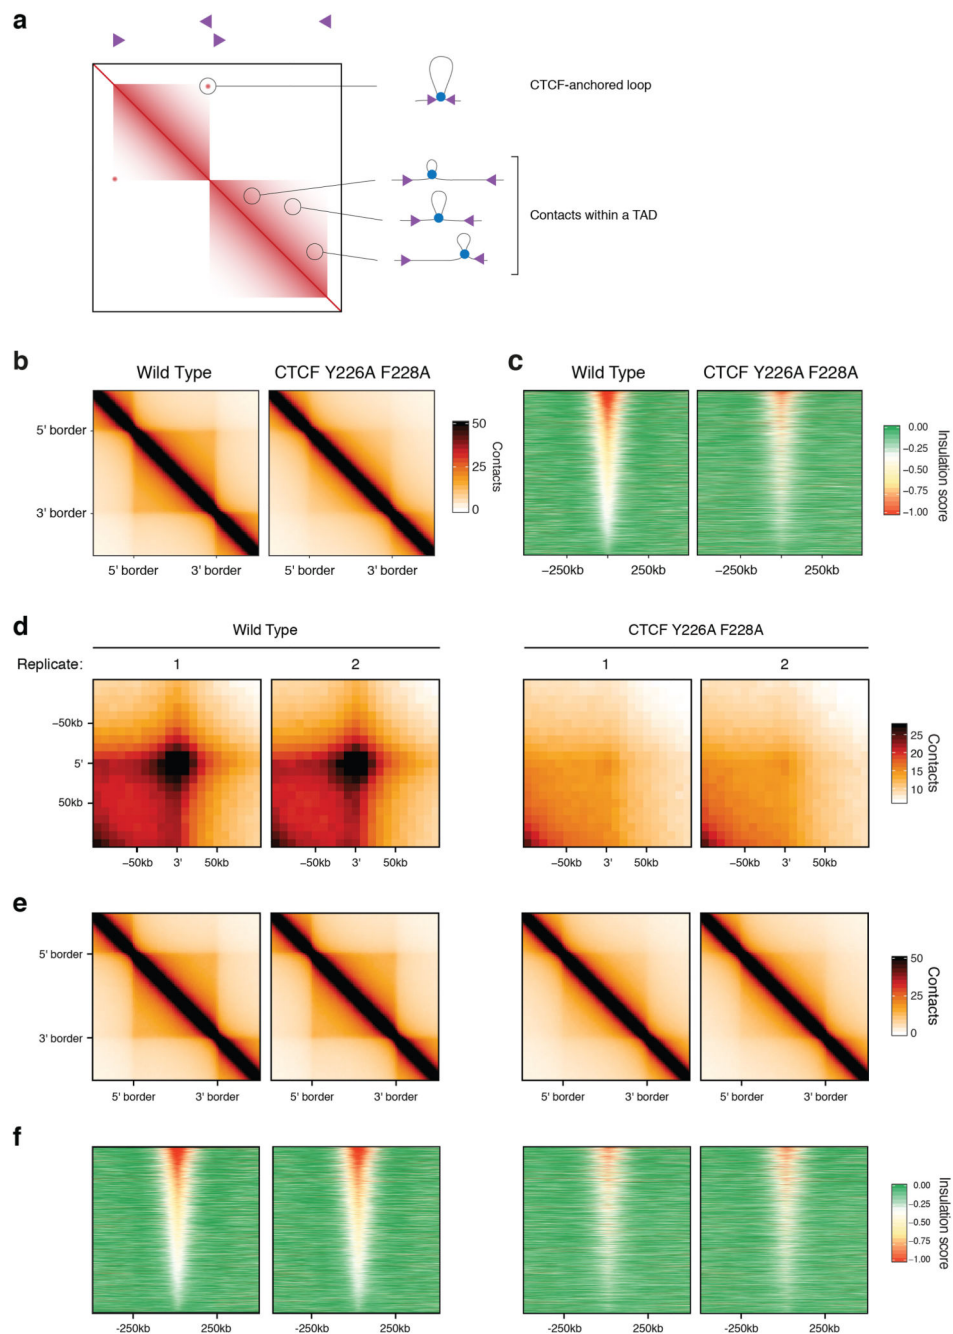 a
CTCF-anchored loop
Contacts within a TAD
b
Wild Type
CTCF Y226A F228A
5' border
3' border
5' border
3' border
5' border
3' border
50
25
0
Contacts
c
Wild Type
CTCF Y226A F228A
−250kb
250kb
−250kb
250kb
0.00
−0.25
−0.50
−0.75
−1.00
Insulation score
d
Wild Type
CTCF Y226A F228A
Replicate:
1
2
1
2
−50kb
5'
50kb
−50kb
3'
50kb
−50kb
3'
50kb
−50kb
3'
50kb
−50kb
3'
50kb
25
20
15
10
Contacts
e
5' border
3' border
5' border
3' border
5' border
3' border
5' border
3' border
5' border
3' border
50
25
0
Contacts
f
-250kb
250kb
-250kb
250kb
-250kb
250kb
-250kb
250kb
0.00
−0.25
−0.50
−0.75
−1.00
Insulation score